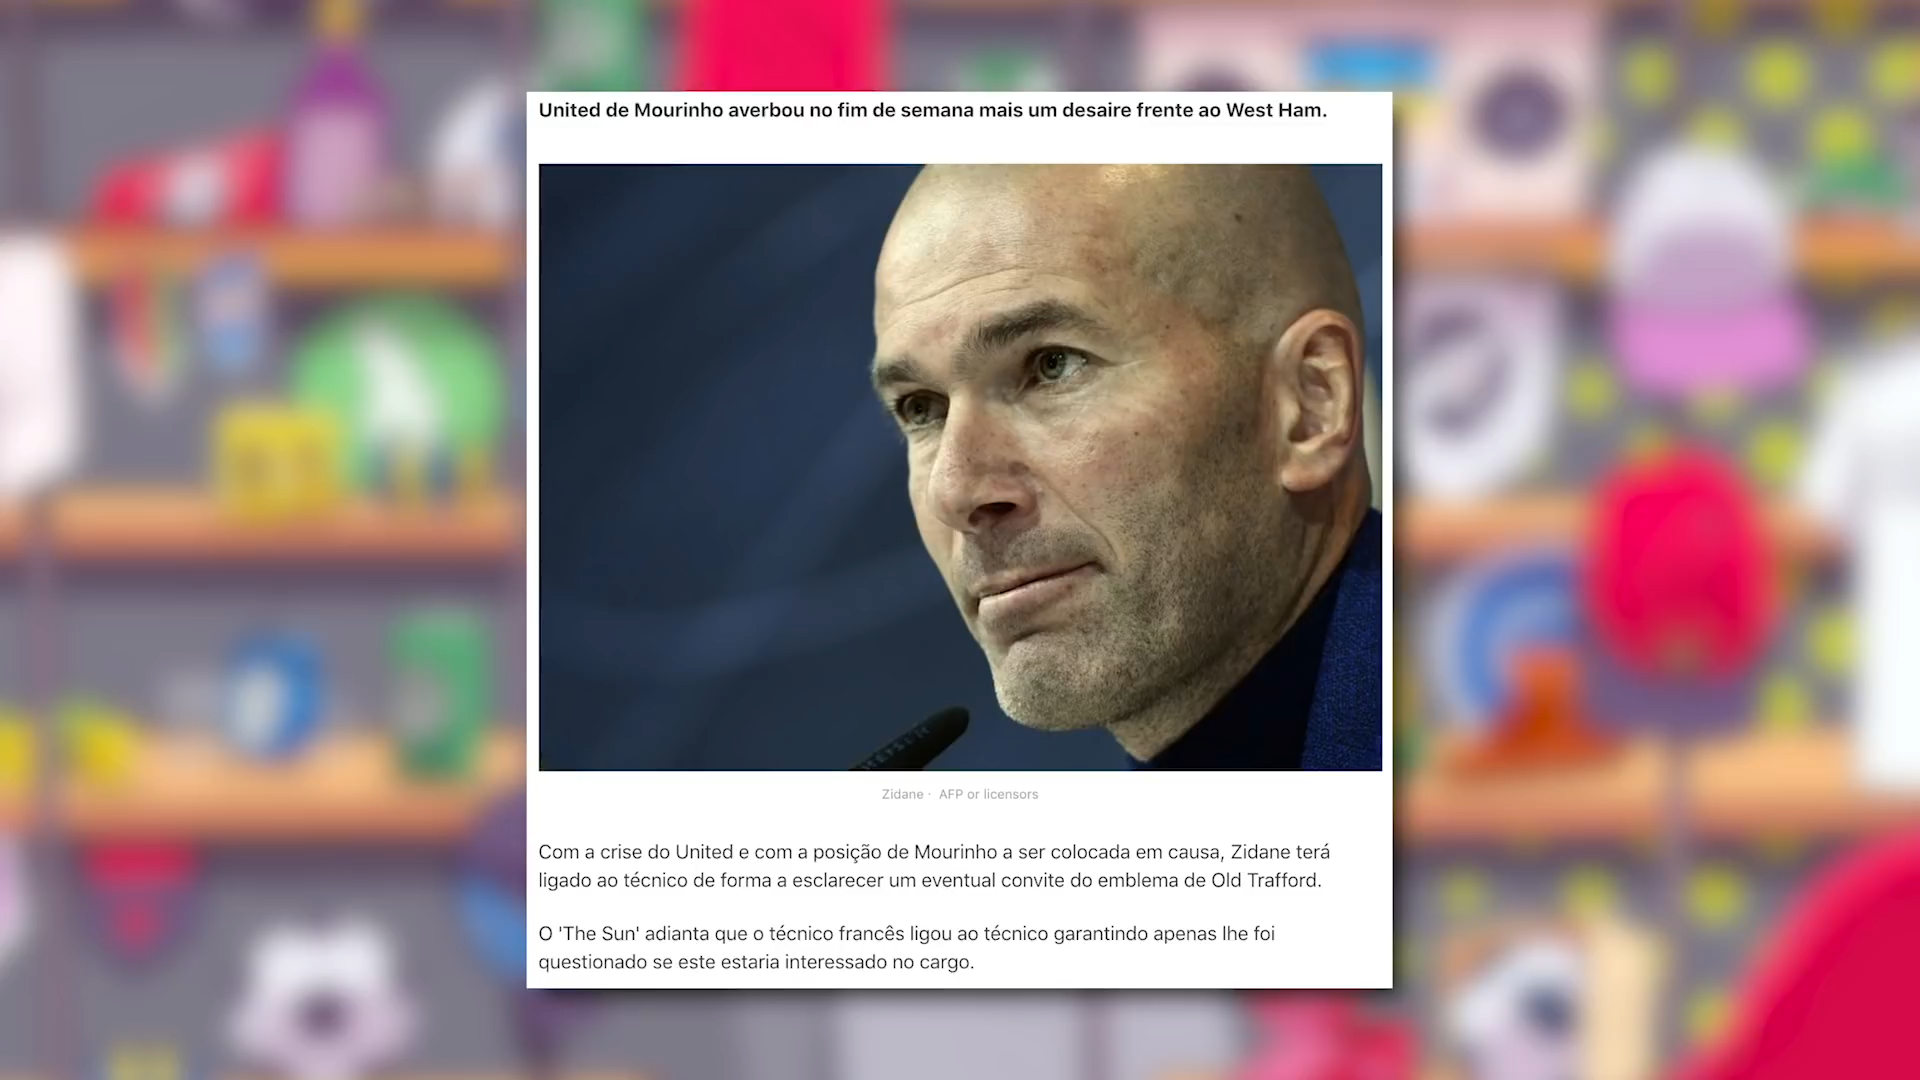 United de Mourinho averbou no fim de semana mais um desaire frente ao West Ham.
Zidane · AFP or licensors
Com a crise do United e com a posição de Mourinho a ser colocada em causa, Zidane terá
ligado ao técnico de forma a esclarecer um eventual convite do emblema de Old Trafford.
O 'The Sun' adianta que o técnico francês ligou ao técnico garantindo apenas lhe foi
questionado se este estaria interessado no cargo.